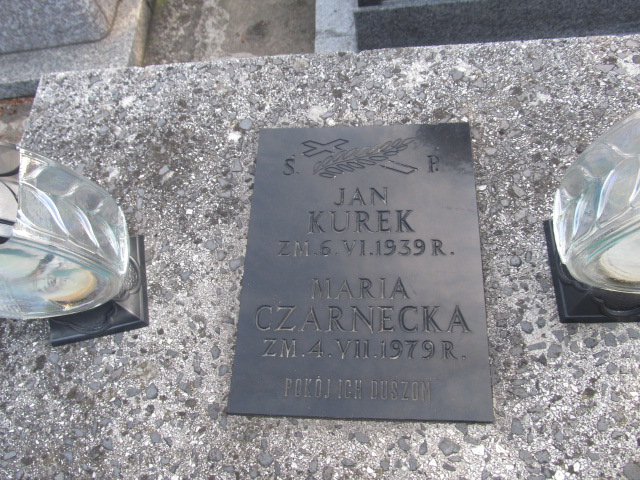 S. P.
JAN
KUREK
ZM. 6. VI. 1939 R.
MARIA
CZARNECKA
ZM. 4. VII. 1979 R.
POKÓJ ICH DUSZOM